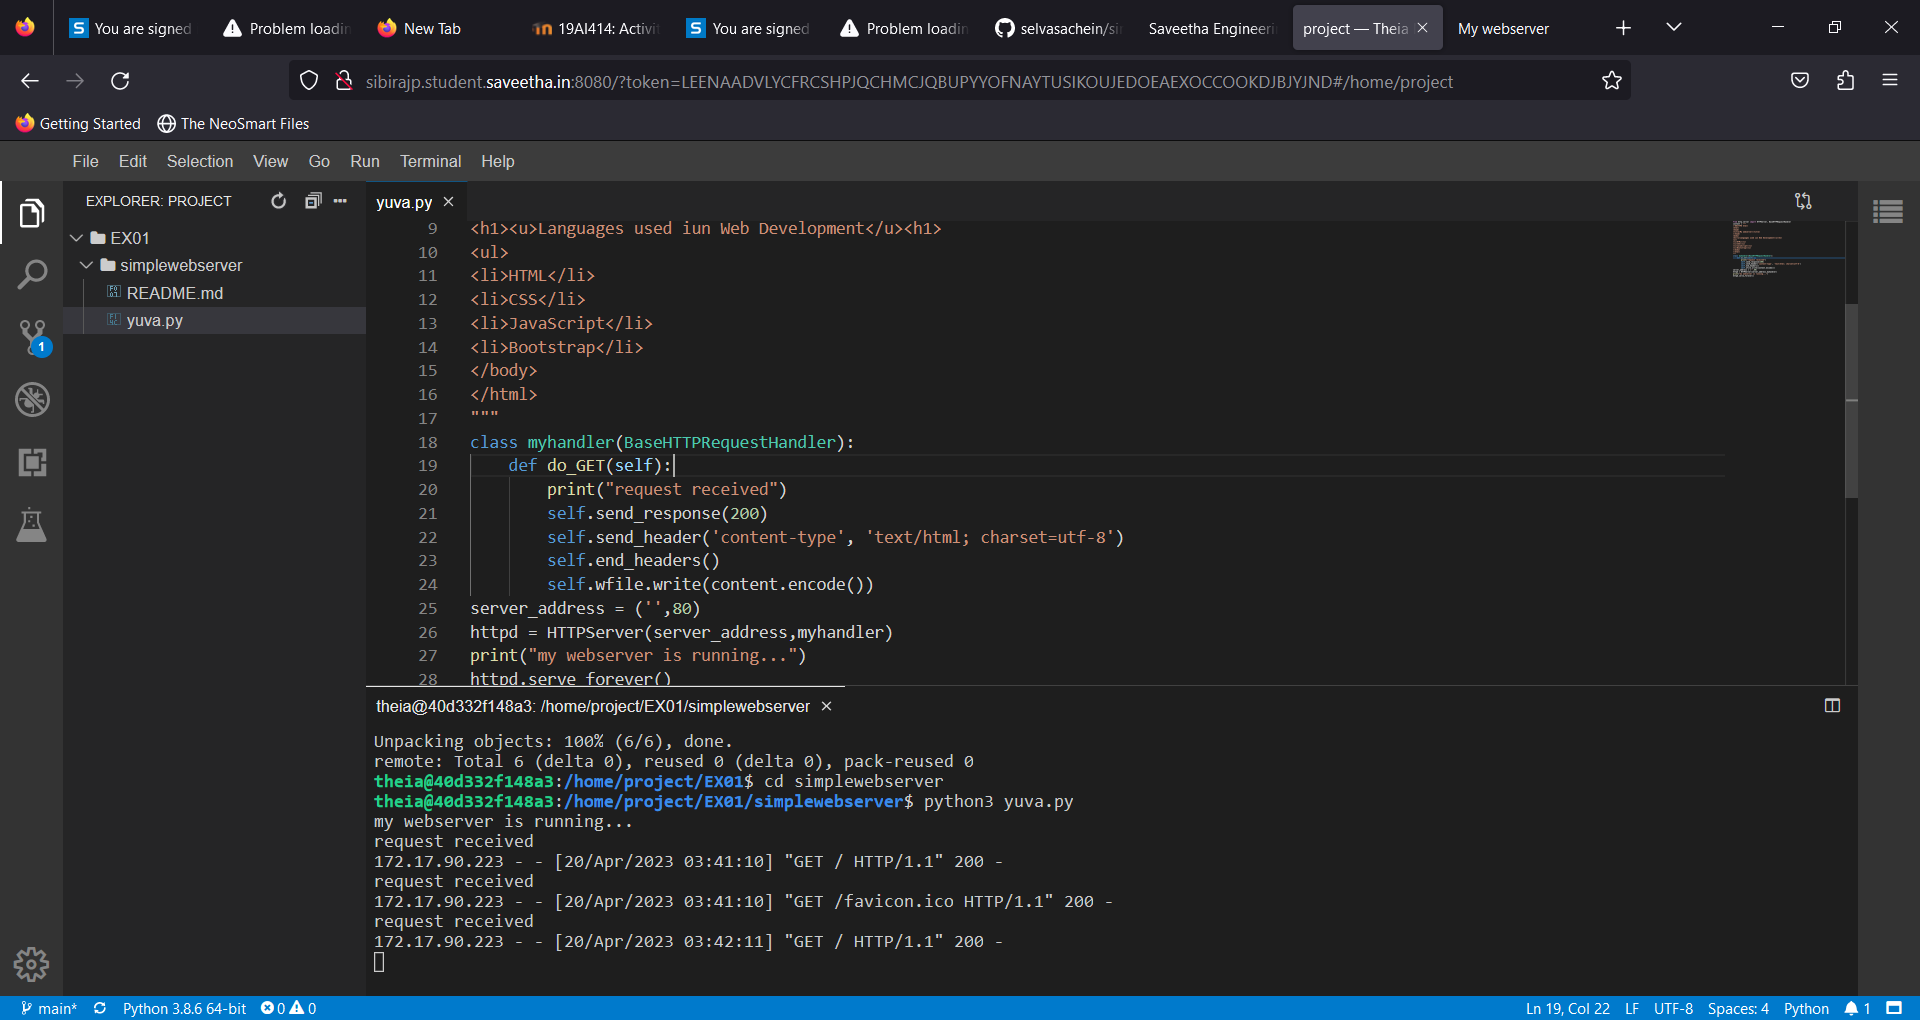 You are signed
Problem loadin
New Tab
19AI414: Activit
You are signed
Problem loadin
selvasachein/si
Saveetha Engineerin
project — Theia
My webserver
sibirajp.student.saveetha.in:8080/?token=LEENAADVLYCFRCSHPJQCHMCJQBUPYYOFNAYTUSIKOUJEDOEAEXOCCOOKDJBJYJND#/home/project
Getting Started
The NeoSmart Files
File Edit Selection View Go Run Terminal Help
EXPLORER: PROJECT
EX01
simplewebserver
README.md
yuva.py
1
yuva.py
9 <h1><u>Languages used iun Web Development</u><h1>
10 <ul>
11 <li>HTML</li>
12 <li>CSS</li>
13 <li>JavaScript</li>
14 <li>Bootstrap</li>
15 </body>
16 </html>
17 """
18 class myhandler(BaseHTTPRequestHandler):
19 def do_GET(self):
20 print("request received")
21 self.send_response(200)
22 self.send_header('content-type', 'text/html; charset=utf-8')
23 self.end_headers()
24 self.wfile.write(content.encode())
25 server_address = ('',80)
26 httpd = HTTPServer(server_address,myhandler)
27 print("my webserver is running...")
28 httpd.serve_forever()
theia@40d332f148a3: /home/project/EX01/simplewebserver
Unpacking objects: 100% (6/6), done.
remote: Total 6 (delta 0), reused 0 (delta 0), pack-reused 0
theia@40d332f148a3:/home/project/EX01$ cd simplewebserver
theia@40d332f148a3:/home/project/EX01/simplewebserver$ python3 yuva.py
my webserver is running...
request received
172.17.90.223 - - [20/Apr/2023 03:41:10] "GET / HTTP/1.1" 200 -
request received
172.17.90.223 - - [20/Apr/2023 03:41:10] "GET /favicon.ico HTTP/1.1" 200 -
request received
172.17.90.223 - - [20/Apr/2023 03:42:11] "GET / HTTP/1.1" 200 -
main* Python 3.8.6 64-bit 0 0 Ln 19, Col 22 LF UTF-8 Spaces: 4 Python 1